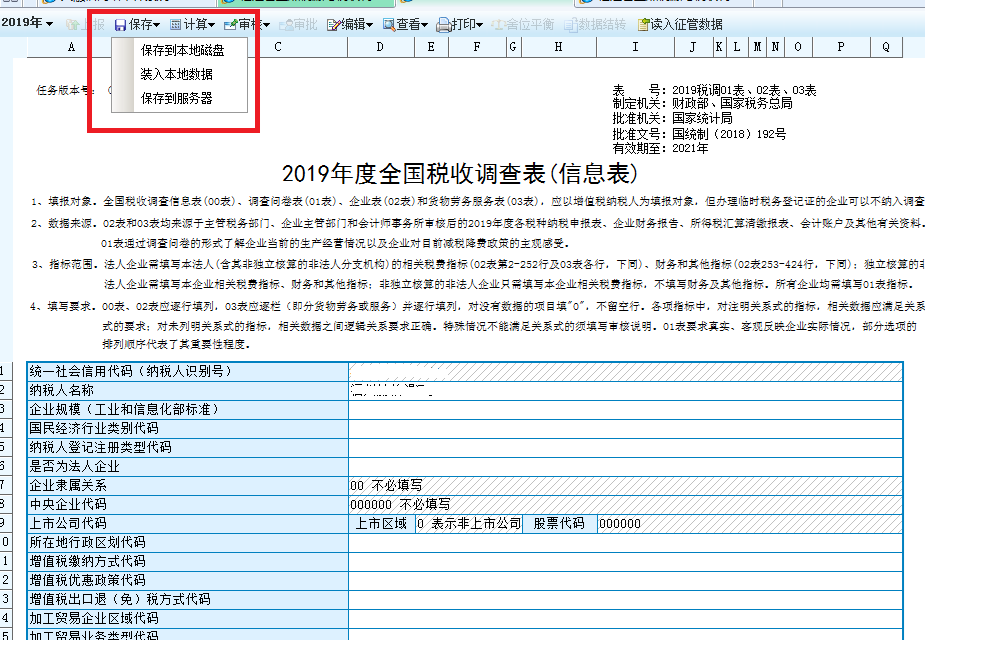 2019年 上报 保存 计算 审核 审批 编辑 查看 打印 舍位平衡 数据结转 读入征管数据
A C D E F G H I J K L M N O P Q
保存到本地磁盘
装入本地数据
保存到服务器
任务版本号:
表 号: 2019税调01表、02表、03表
制定机关: 财政部、国家税务总局
批准机关: 国家统计局
批准文号: 国统制（2018）192号
有效期至: 2021年
2019年度全国税收调查表(信息表)
1、填报对象。全国税收调查信息表(00表)、调查问卷表(01表)、企业表(02表)和货物劳务服务表(03表)，应以增值税纳税人为填报对象，但办理临时税务登记证的企业可以不纳入调查
2、数据来源。02表和03表均来源于主管税务部门、企业主管部门和会计师事务所审核后的2019年度各税种纳税申报表、企业财务报告、所得税汇算清缴报表、会计账户及其他有关资料。
01表通过调查问卷的形式了解企业当前的生产经营情况以及企业对目前减税降费政策的主观感受。
3、指标范围。法人企业需填写本法人(含其非独立核算的非法人分支机构)的相关税费指标(02表第2-252行及03表各行，下同)、财务和其他指标(02表253-424行，下同)；独立核算的
法人企业需填写本企业相关税费指标、财务和其他指标；非独立核算的非法人企业只需填写本企业相关税费指标，不填写财务及其他指标。所有企业均需填写01表指标。
4、填写要求。00表、02表应逐行填列，03表应逐栏（即分货物劳务或服务）并逐行填列，对没有数据的项目填"0"，不留空行。各项指标中，对注明关系式的指标，相关数据应满足关系
式的要求；对未列明关系式的指标，相关数据之间逻辑关系要求正确。特殊情况不能满足关系式的须填写审核说明。01表要求真实、客观反映企业实际情况，部分选项的
排列顺序代表了其重要性程度。
1 统一社会信用代码（纳税人识别号）
2 纳税人名称
3 企业规模（工业和信息化部标准）
4 国民经济行业类别代码
5 纳税人登记注册类型代码
6 是否为法人企业
7 企业隶属关系 00 不必填写
8 中央企业代码 000000 不必填写
9 上市公司代码 上市区域 0 表示非上市公司 股票代码 000000
0 所在地行政区划代码
1 增值税缴纳方式代码
2 增值税优惠政策代码
3 增值税出口退（免）税方式代码
4 加工贸易企业区域代码
5 加工贸易业务类型代码